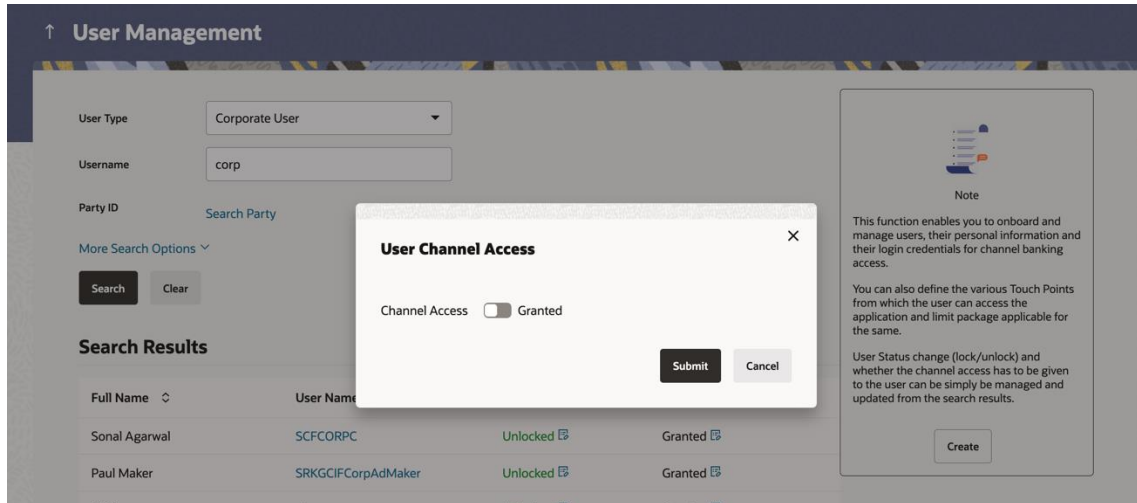 ↑ User Management
User Type
Corporate User
Username
corp
Party ID
Search Party
More Search Options
Search
Clear
Search Results
Full Name
User Name
Sonal Agarwal
SCFCORPC
Unlocked
Granted
Paul Maker
SRKGCIFCorpAdMaker
Unlocked
Granted
User Channel Access
Channel Access
Granted
Submit
Cancel
Note
This function enables you to onboard and
manage users, their personal information and
their login credentials for channel banking
access.
You can also define the various Touch Points
from which the user can access the
application and limit package applicable for
the same.
User Status change (lock/unlock) and
whether the channel access has to be given
to the user can be simply be managed and
updated from the search results.
Create